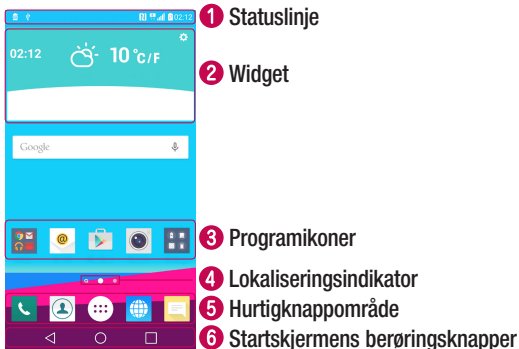 02:12
1 Statuslinje
02:12 10°C/F
2 Widget
Google
3 Programikoner
4 Lokaliseringsindikator
5 Hurtigknappområde
6 Startskjermens berøringsknapper